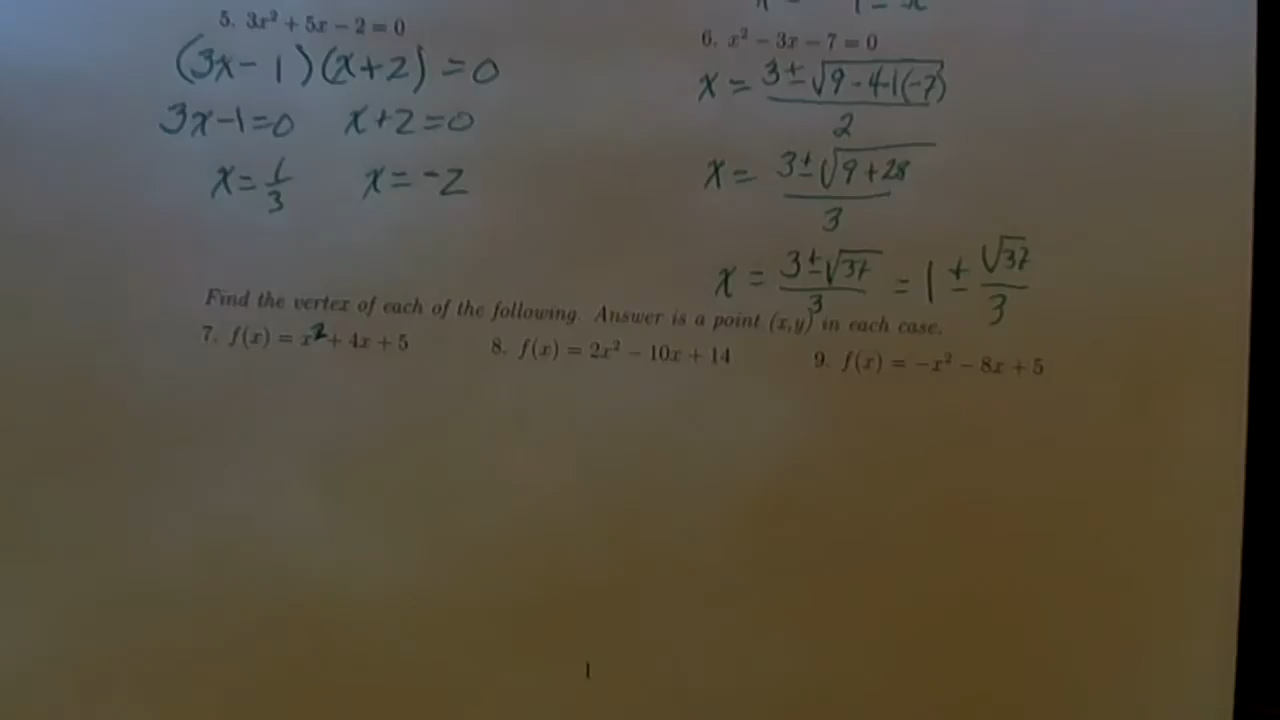 5. 3x² + 5x − 2 = 0
(3x − 1)(x + 2) = 0
3x − 1 = 0 x + 2 = 0
x = 1/3 x = −2
6. x² − 3x − 7 = 0
x = (3 ± √(9 − 4·1(−7)))/2
x = (3 ± √(9 + 28))/3
x = (3 ± √37)/3 = 1 ± √37/3
Find the vertex of each of the following. Answer is a point (x,y) in each case.
7. f(x) = x² + 4x + 5
8. f(x) = 2x² − 10x + 14
9. f(x) = −x² − 8x + 5
1